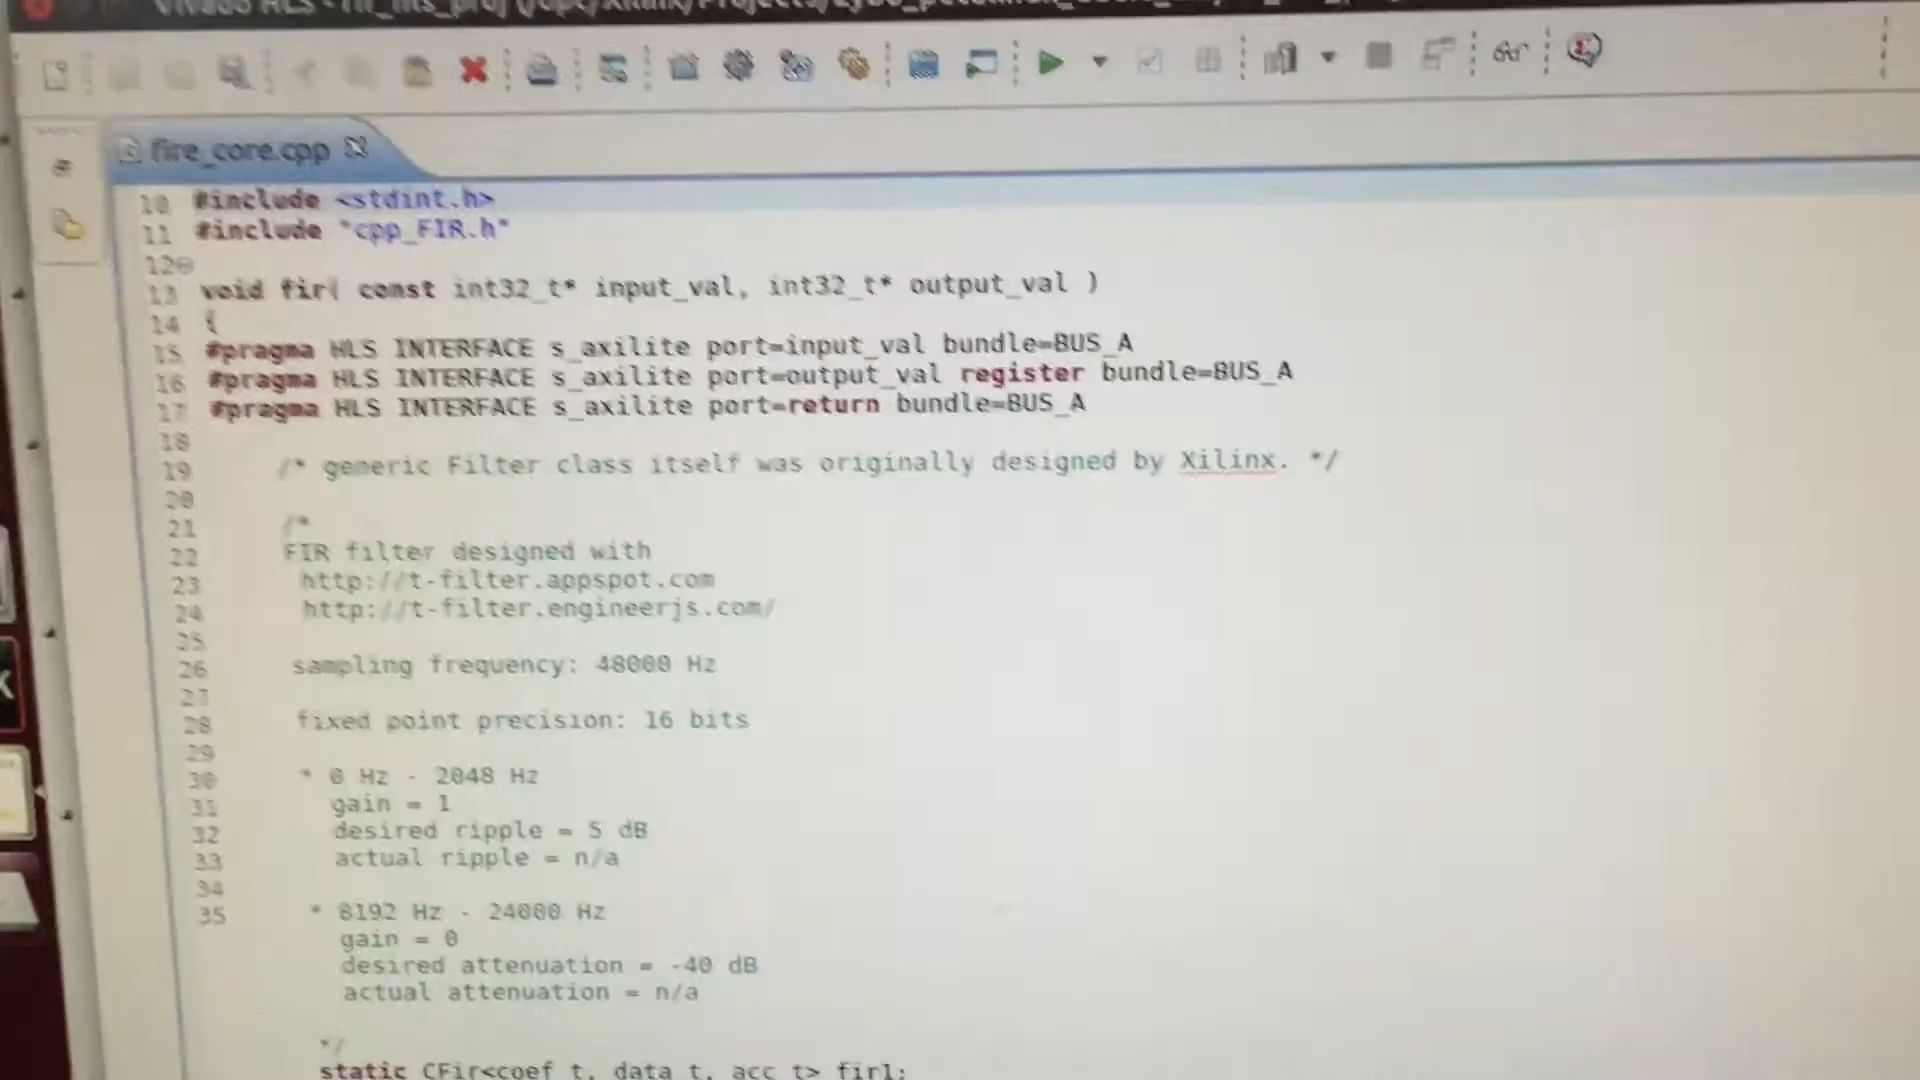 fire_core.cpp
10 #include <stdint.h>
11 #include "cpp_FIR.h"
12
13 void fir( const int32_t* input_val, int32_t* output_val )
14 {
15 #pragma HLS INTERFACE s_axilite port=input_val bundle=BUS_A
16 #pragma HLS INTERFACE s_axilite port=output_val register bundle=BUS_A
17 #pragma HLS INTERFACE s_axilite port=return bundle=BUS_A
18
19 /* generic Filter class itself was originally designed by Xilinx. */
20
21 /*
22 FIR filter designed with
23 http://t-filter.appspot.com
24 http://t-filter.engineerjs.com/
25
26 sampling frequency: 48000 Hz
27
28 fixed point precision: 16 bits
29
30 * 0 Hz - 2048 Hz
31 gain = 1
32 desired ripple = 5 dB
33 actual ripple = n/a
34
35 * 8192 Hz - 24000 Hz
gain = 0
desired attenuation = -40 dB
actual attenuation = n/a
*/
static CFir<coef_t, data_t, acc_t> fir1;